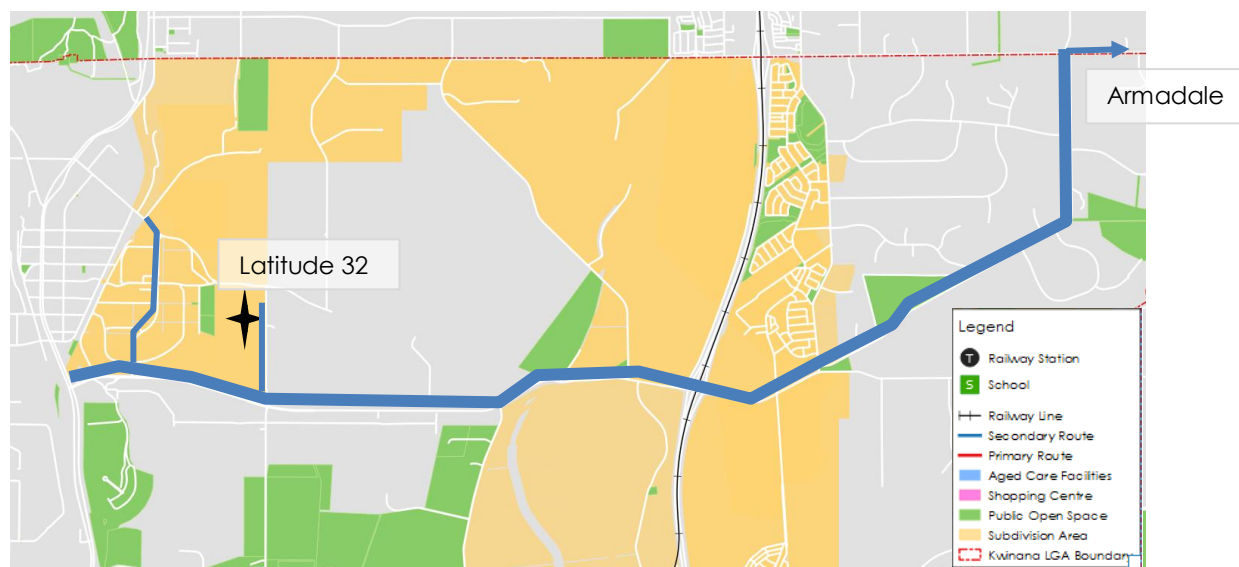 Armadale
Latitude 32
Legend
T Railway Station
S School
Railway Line
Secondary Route
Primary Route
Aged Care Facilities
Shopping Centre
Public Open Space
Subdivision Area
Kwinana LGA Boundary